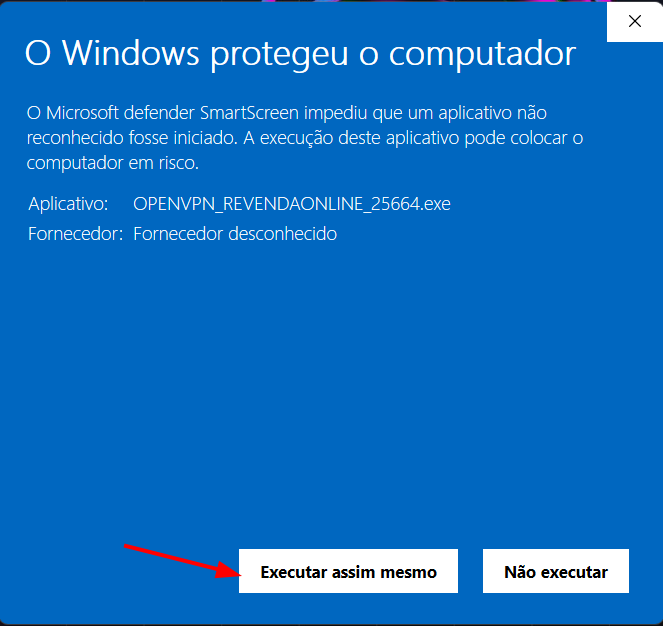 O Windows protegeu o computador
O Microsoft defender SmartScreen impediu que um aplicativo não
reconhecido fosse iniciado. A execução deste aplicativo pode colocar o
computador em risco.
Aplicativo: OPENVPN_REVENDAONLINE_25664.exe
Fornecedor: Fornecedor desconhecido
Executar assim mesmo Não executar